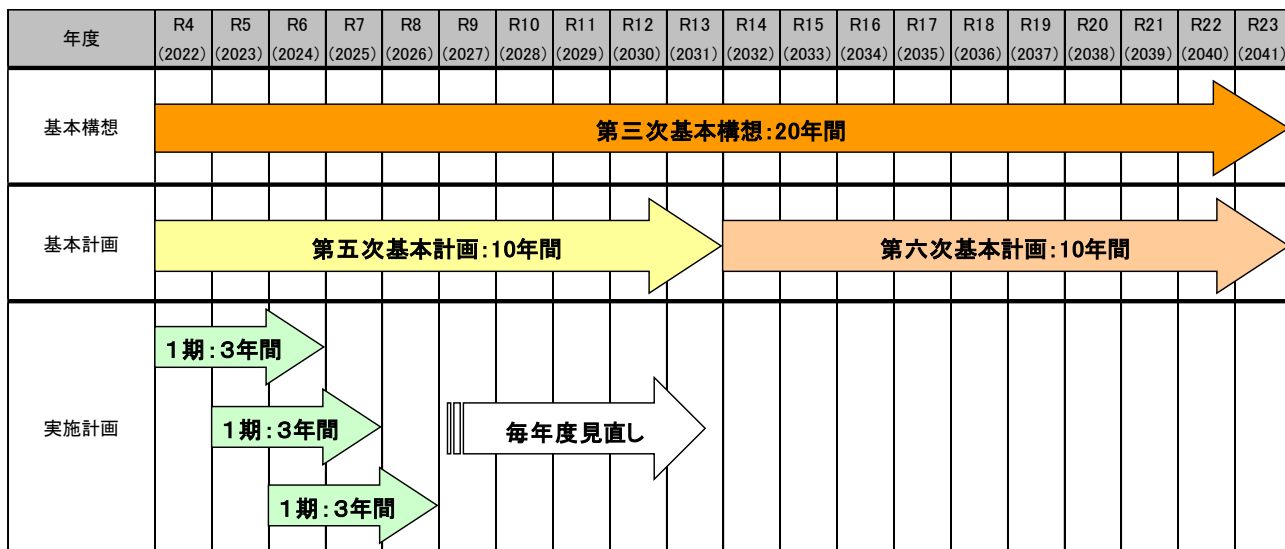 年度 R4 R5 R6 R7 R8 R9 R10 R11 R12 R13 R14 R15 R16 R17 R18 R19 R20 R21 R22 R23
(2022) (2023) (2024) (2025) (2026) (2027) (2028) (2029) (2030) (2031) (2032) (2033) (2034) (2035) (2036) (2037) (2038) (2039) (2040) (2041)
基本構想 第三次基本構想:20年間
基本計画 第五次基本計画:10年間 第六次基本計画:10年間
1期:3年間
実施計画 1期:3年間 毎年度見直し
1期:3年間